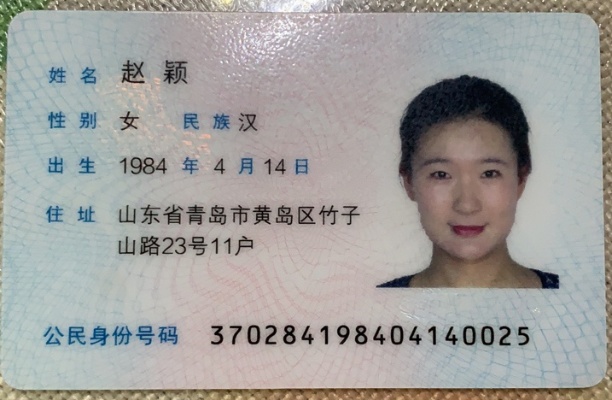 姓名 赵颖
性别 女 民族 汉
出生 1984 年 4 月 14 日
住址 山东省青岛市黄岛区竹子
山路23号11户
公民身份号码 370284198404140025